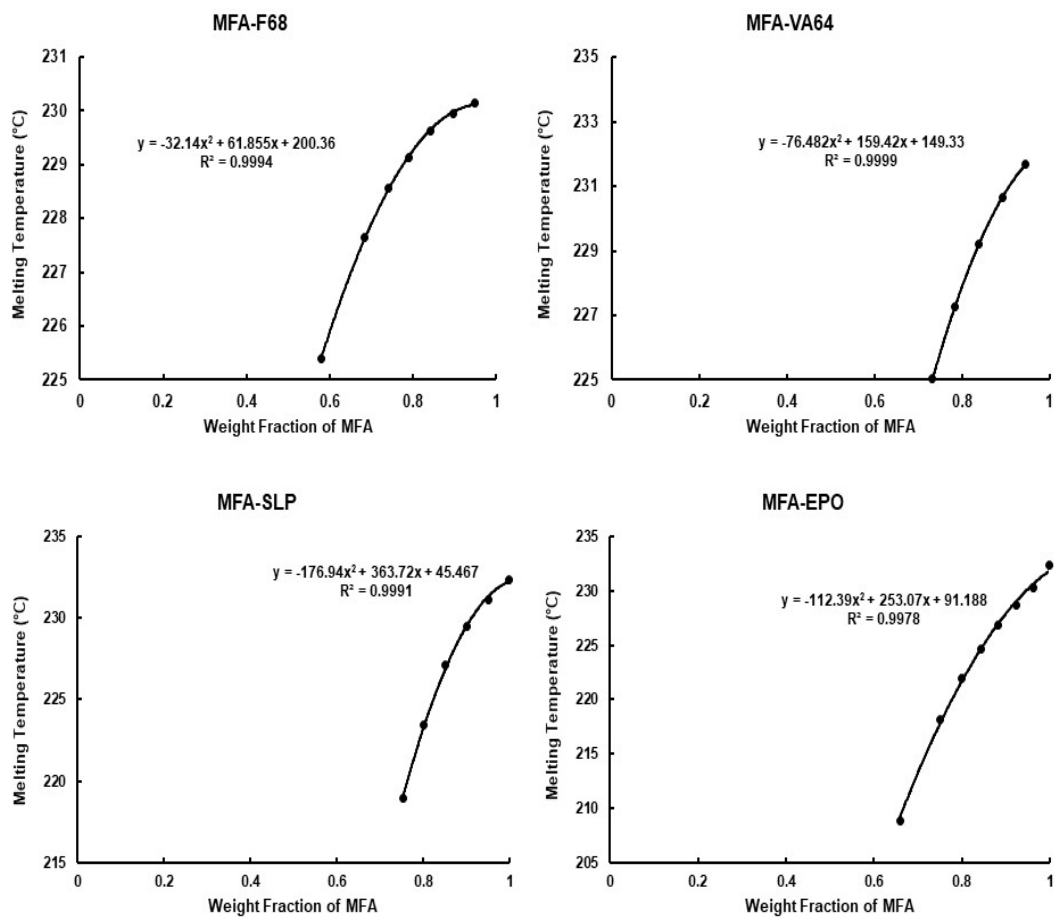 MFA-F68
231
230
229
228
227
226
225
0
0.2
0.4
0.6
0.8
1
Melting Temperature (°C)
Weight Fraction of MFA
y = -32.14x² + 61.855x + 200.36
R² = 0.9994
MFA-VA64
235
233
231
229
227
225
0
0.2
0.4
0.6
0.8
1
Melting Temperature (°C)
Weight Fraction of MFA
y = -76.482x² + 159.42x + 149.33
R² = 0.9999
MFA-SLP
235
230
225
220
215
0
0.2
0.4
0.6
0.8
1
Melting Temperature (°C)
Weight Fraction of MFA
y = -176.94x² + 363.72x + 45.467
R² = 0.9991
MFA-EPO
235
230
225
220
215
210
205
0
0.2
0.4
0.6
0.8
1
Melting Temperature (°C)
Weight Fraction of MFA
y = -112.39x² + 253.07x + 91.188
R² = 0.9978